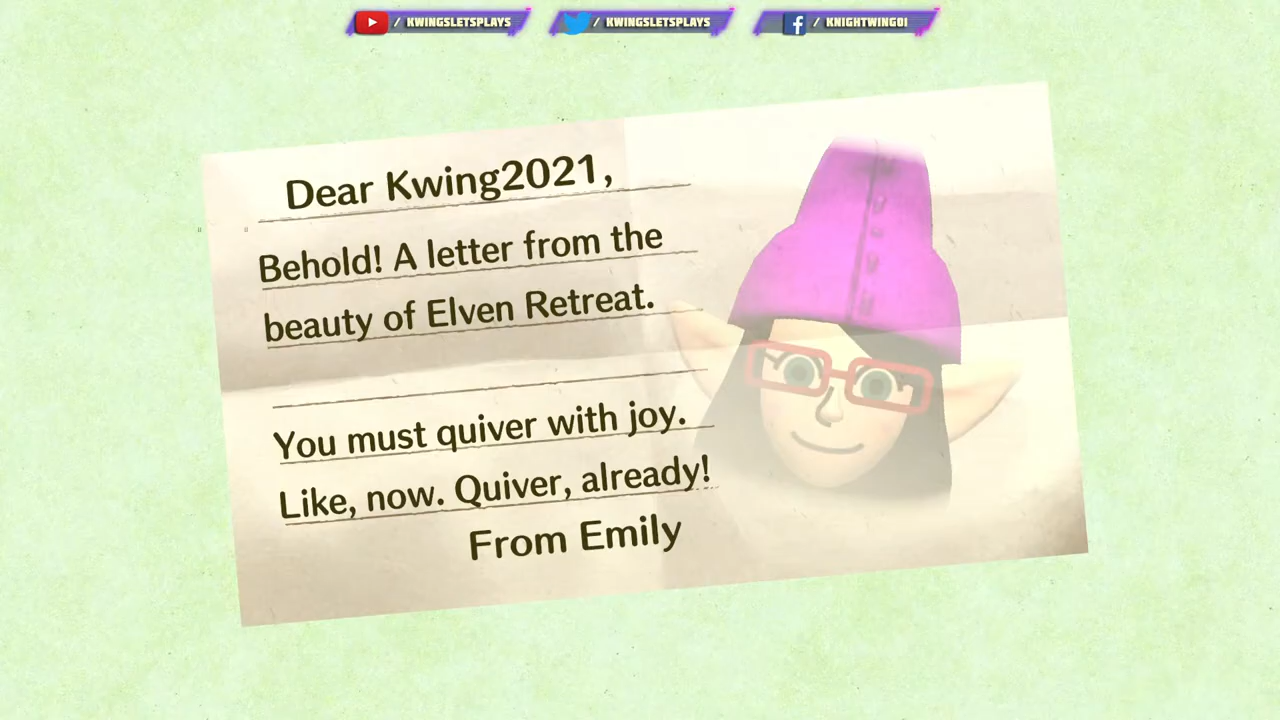 / KWINGSLETSPLAYS / KWINGSLETSPLAYS / KNIGHTWING01
Dear Kwing2021,
Behold! A letter from the
beauty of Elven Retreat.
You must quiver with joy.
Like, now. Quiver, already!
From Emily